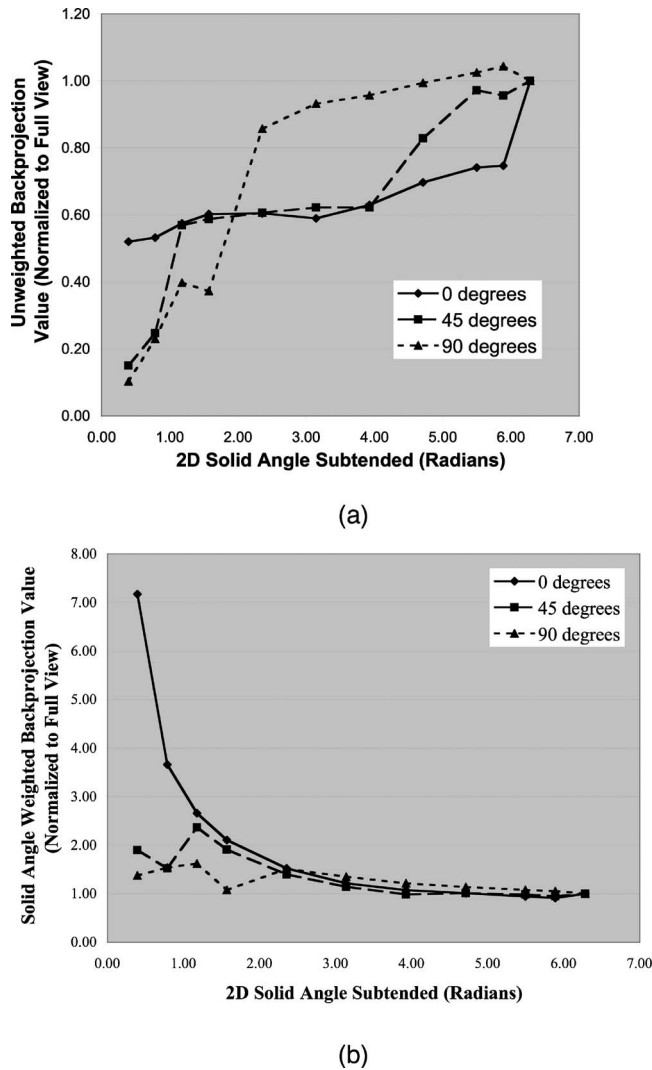 1.20
1.00
0.80
0.60
0.40
0.20
0.00
Unweighted Backprojection
Value (Normalized to Full View)
0 degrees
45 degrees
90 degrees
0.00 1.00 2.00 3.00 4.00 5.00 6.00 7.00
2D Solid Angle Subtended (Radians)
(a)
8.00
7.00
6.00
5.00
4.00
3.00
2.00
1.00
0.00
Solid Angle Weighted Backprojection Value
(Normalized to Full View)
0 degrees
45 degrees
90 degrees
0.00 1.00 2.00 3.00 4.00 5.00 6.00 7.00
2D Solid Angle Subtended (Radians)
(b)